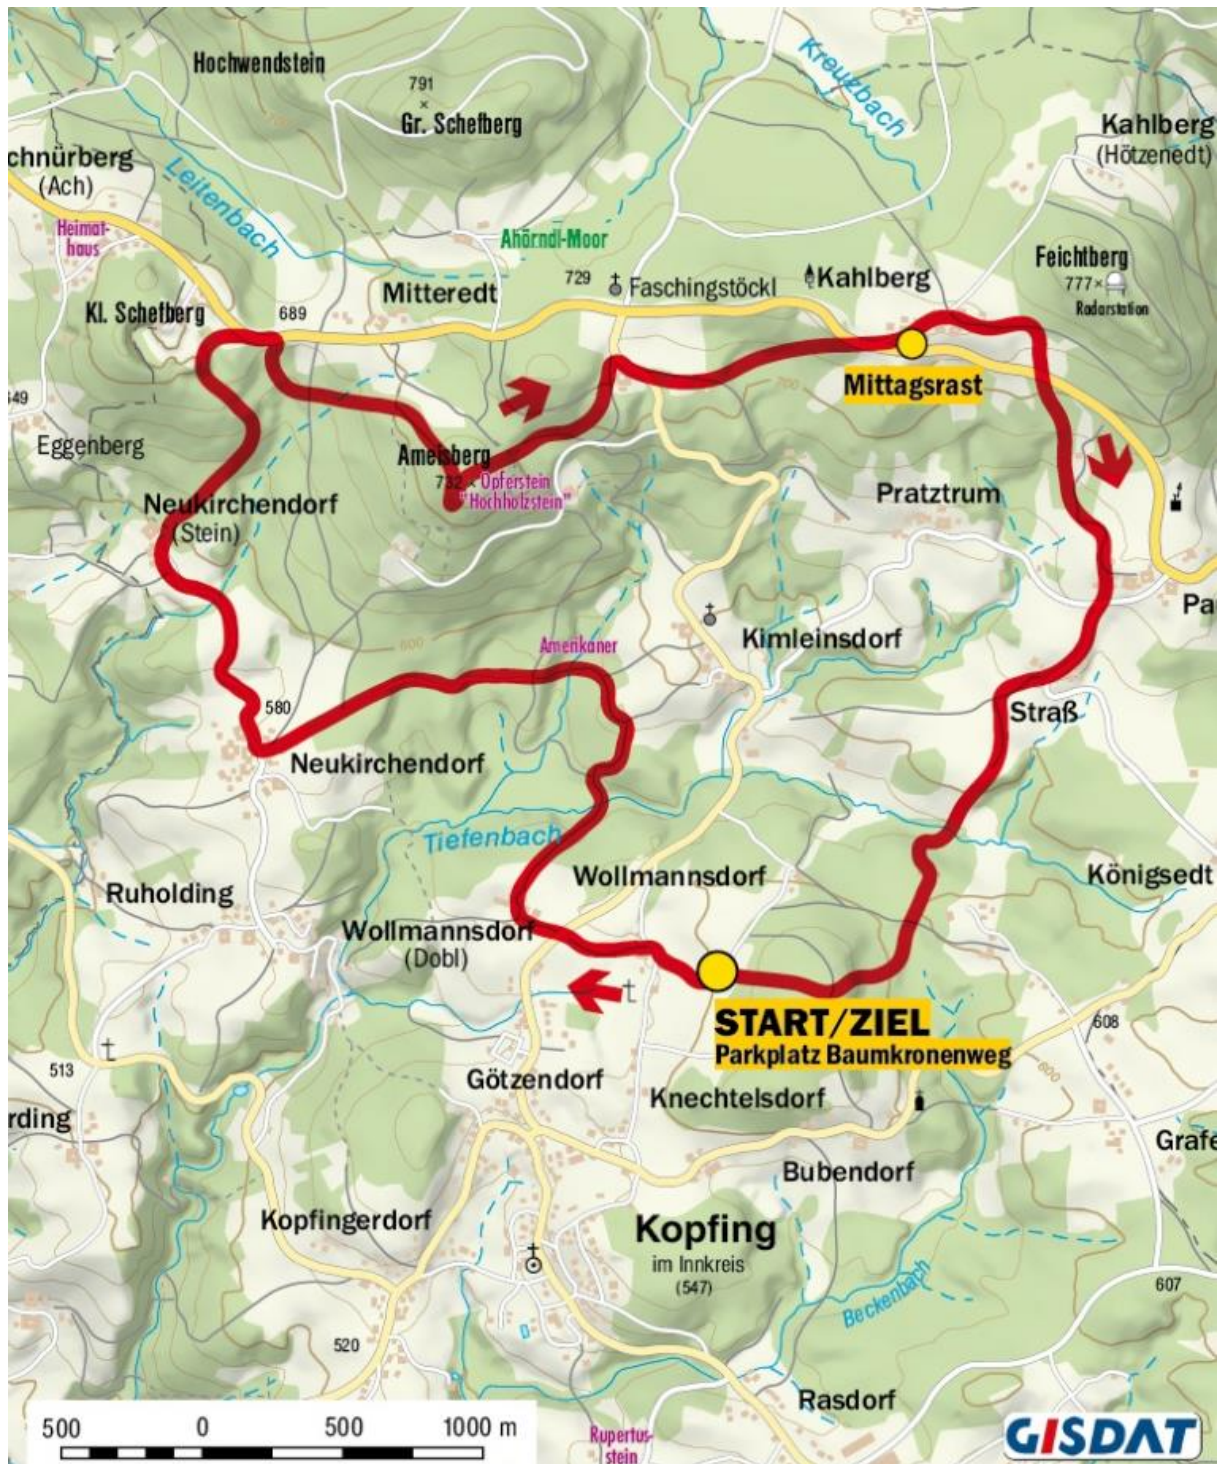 Hochwendstein
791
Gr. Schefberg
Kreuzbach
Kahlberg
(Hötzenedt)
chnürberg
(Ach)
Leitenbach
Heimat-
haus
Ahörndl-Moor
Feichtberg
777
Radarstation
729
Faschingstöckl
Kahlberg
Mitteredt
Kl. Schefberg
689
Mittagsrast
Eggenberg
Amelsberg
732
Opferstein
"Hochholzstein"
Pratztrum
Neukirchendorf
(Stein)
Pa
600
Amerikaner
Kimleinsdorf
580
Straß
Neukirchendorf
Tiefenbach
Wollmannsdorf
Königsedt
Ruholding
Wollmannsdorf
(Dobl)
START/ZIEL
Parkplatz Baumkronenweg
608
513
Götzendorf
600
Knechtelsdorf
rding
Grafe
Bubendorf
Kopfingerdorf
Kopfing
im Innkreis
(547)
607
Beckenbach
520
Rasdorf
500 0 500 1000 m
Rupertus-
stein
GISDAT